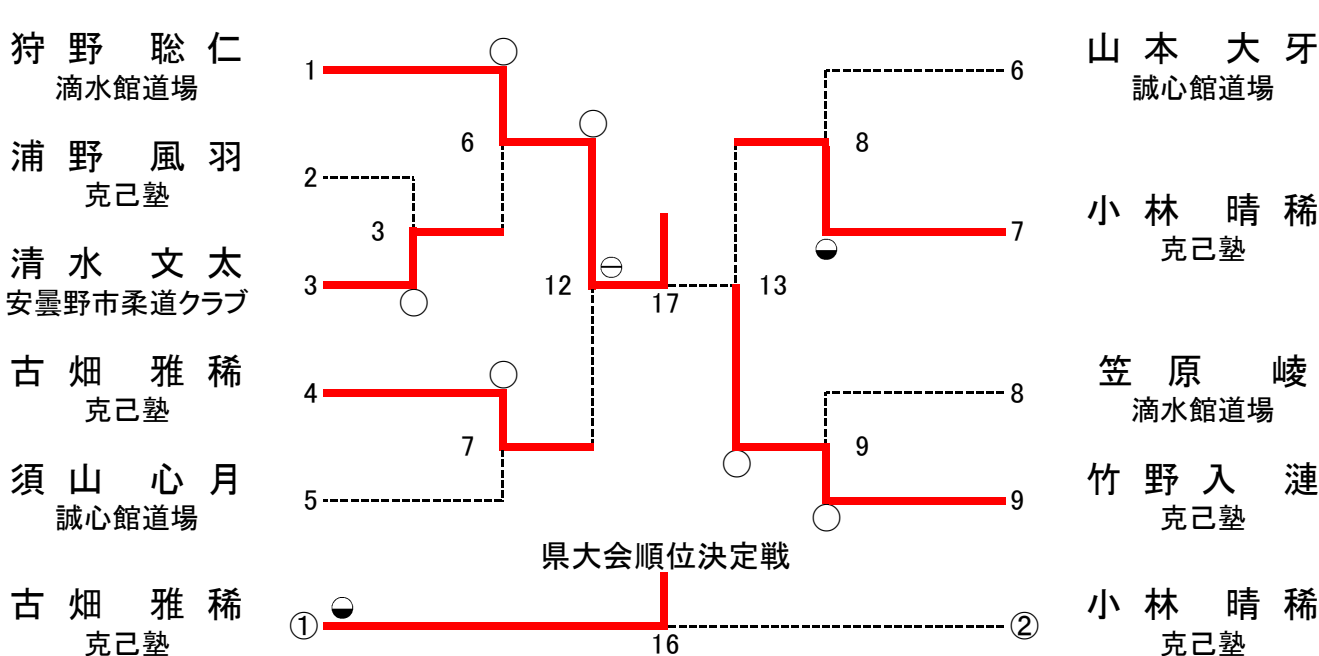 狩野 聡仁
滴水館道場
1
浦野 風羽
克己塾
2
清水 文太
安曇野市柔道クラブ
3
古畑 雅稀
克己塾
4
須山 心月
誠心館道場
5
6
3
7
12
17
13
8
9
山本 大牙
誠心館道場
6
小林 晴稀
克己塾
7
笠原 崚
滴水館道場
8
竹野入 漣
克己塾
9
県大会順位決定戦
古畑 雅稀
克己塾
①
16
②
小林 晴稀
克己塾